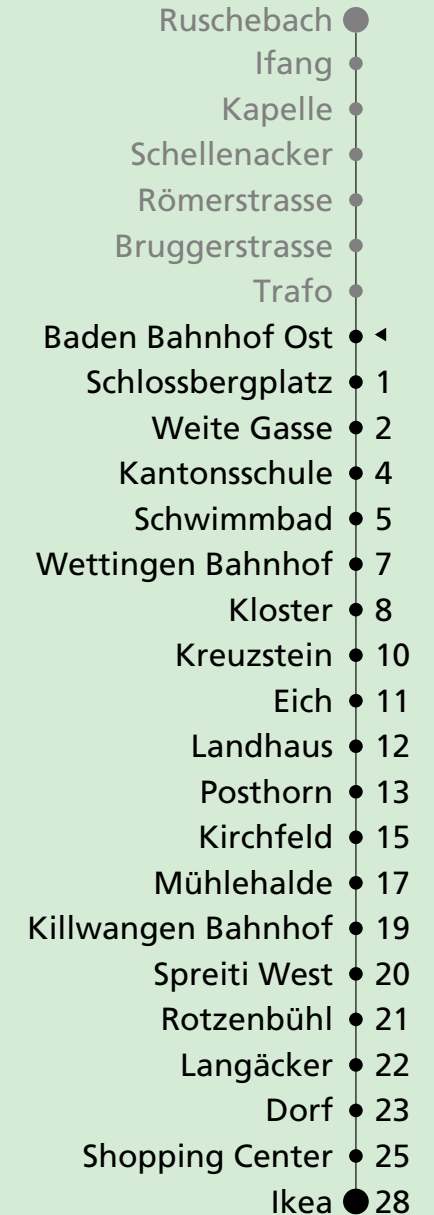 Ruschebach
Ifang
Kapelle
Schellenacker
Römerstrasse
Bruggerstrasse
Trafo
Baden Bahnhof Ost
Schlossbergplatz 1
Weite Gasse 2
Kantonsschule 4
Schwimmbad 5
Wettingen Bahnhof 7
Kloster 8
Kreuzstein 10
Eich 11
Landhaus 12
Posthorn 13
Kirchfeld 15
Mühlehalde 17
Killwangen Bahnhof 19
Spreiti West 20
Rotzenbühl 21
Langäcker 22
Dorf 23
Shopping Center 25
Ikea 28